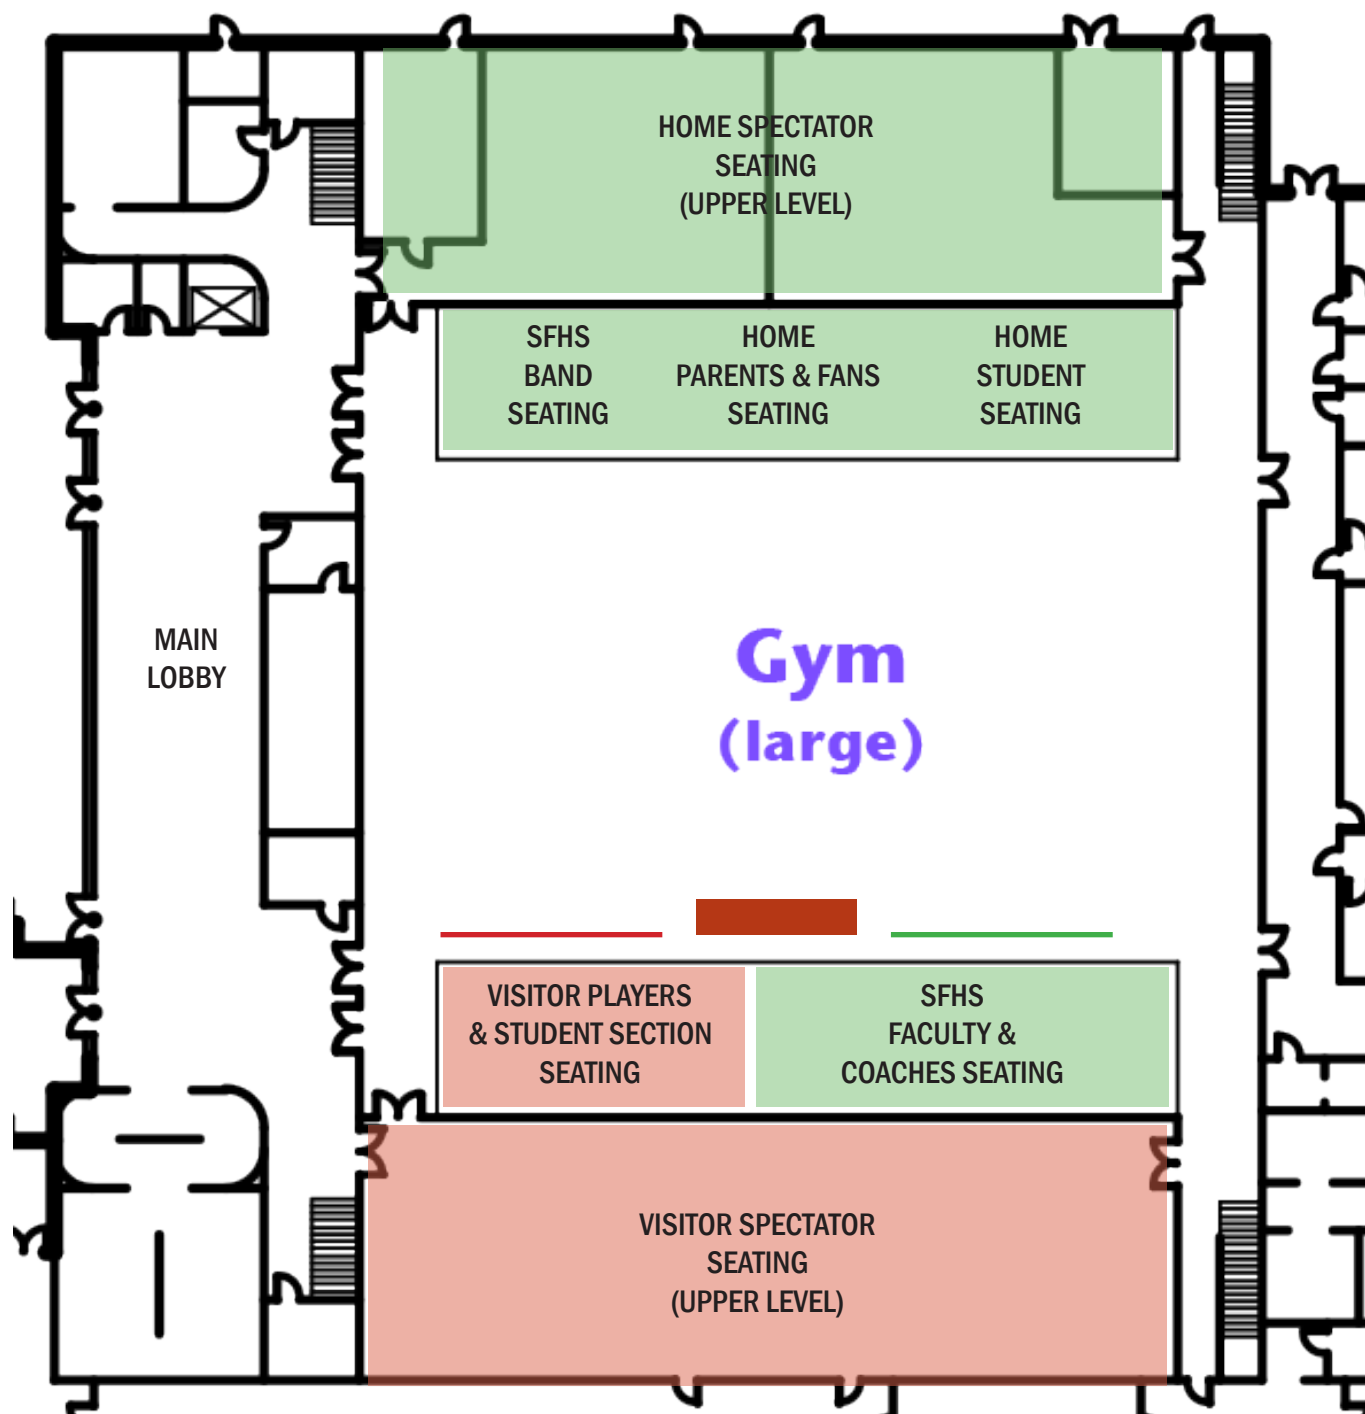 HOME SPECTATOR
SEATING
(UPPER LEVEL)
SFHS
BAND
SEATING
HOME
PARENTS & FANS
SEATING
HOME
STUDENT
SEATING
MAIN
LOBBY
Gym
(large)
VISITOR PLAYERS
& STUDENT SECTION
SEATING
SFHS
FACULTY &
COACHES SEATING
VISITOR SPECTATOR
SEATING
(UPPER LEVEL)